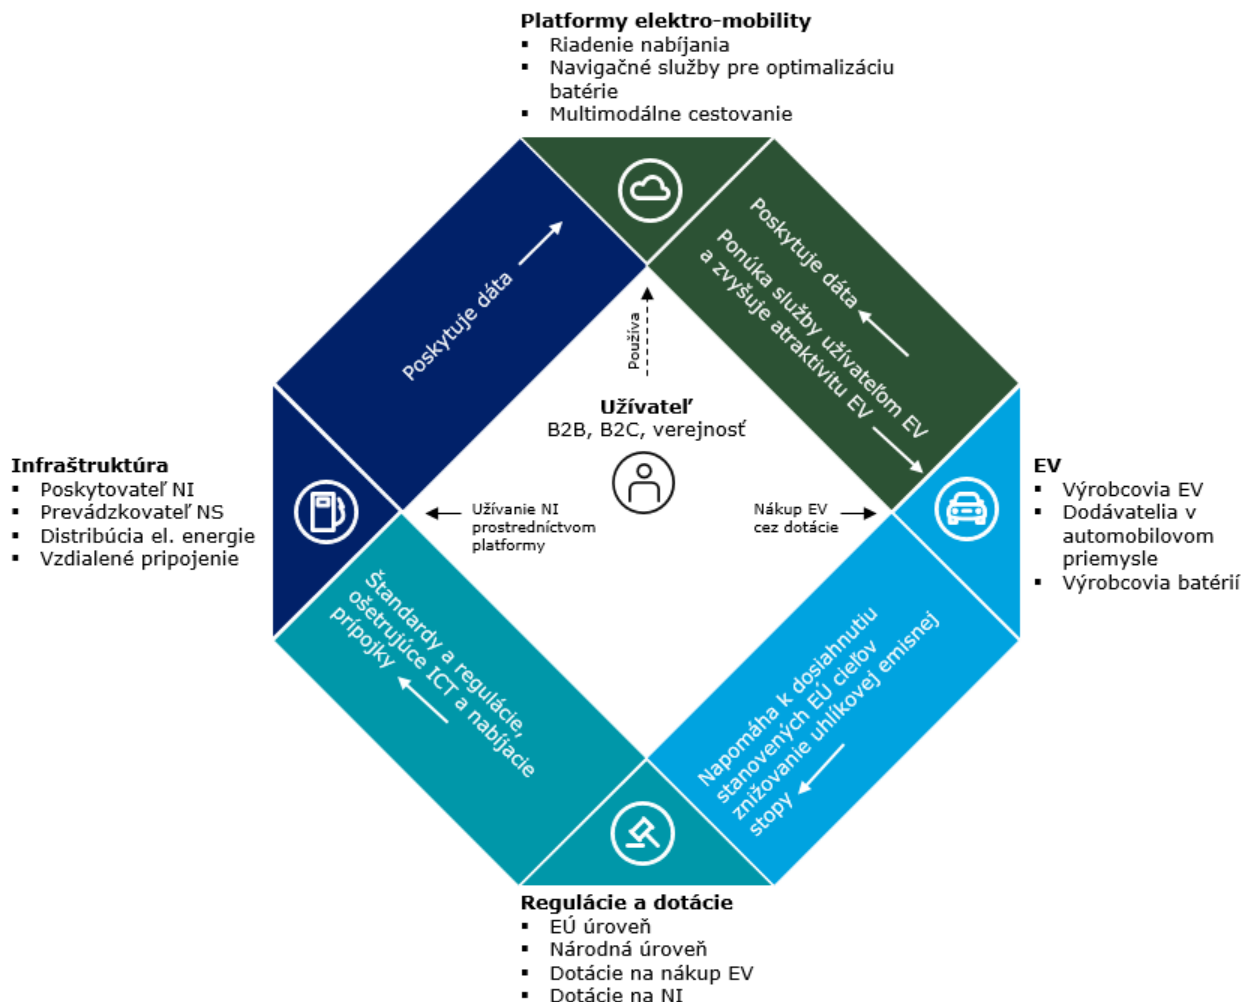 Platformy elektro-mobility
▪ Riadenie nabíjania
▪ Navigačné služby pre optimalizáciu
batérie
▪ Multimodálne cestovanie
Poskytuje dáta
Poskytuje dáta
Ponúka služby užívateľom EV
a zvyšuje atraktivitu EV
Používa
Užívateľ
B2B, B2C, verejnosť
Infraštruktúra
▪ Poskytovateľ NI
▪ Prevádzkovateľ NS
▪ Distribúcia el. energie
▪ Vzdialené pripojenie
Užívanie NI
prostredníctvom
platformy
Nákup EV
cez dotácie
EV
▪ Výrobcovia EV
▪ Dodávatelia v
automobilovom
priemysle
▪ Výrobcovia batérií
Štandardy a regulácie,
ošetrujúce ICT a nabíjacie
prípojky
Napomáha k dosiahnutiu
stanovených EÚ cieľov
znižovanie uhlíkovej emisnej
stopy
Regulácie a dotácie
▪ EÚ úroveň
▪ Národná úroveň
▪ Dotácie na nákup EV
▪ Dotácie na NI